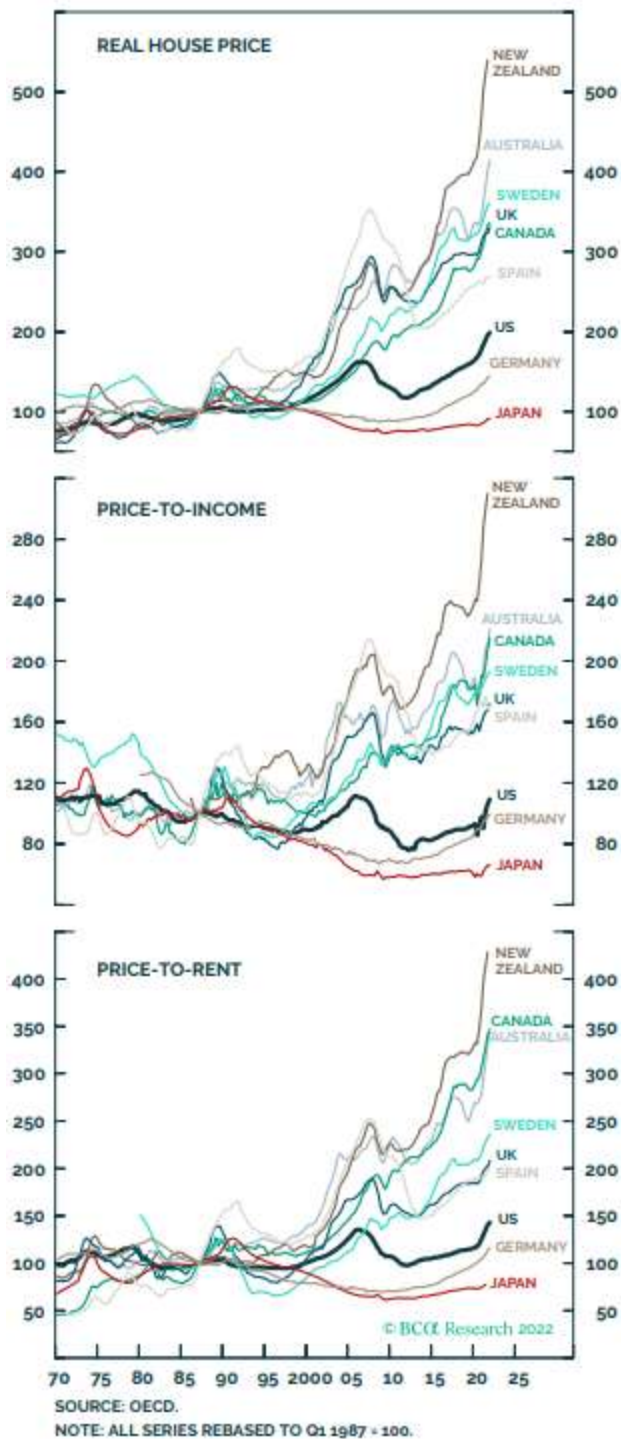 REAL HOUSE PRICE
500
400
300
200
100
500
400
300
200
100
NEW
ZEALAND
AUSTRALIA
SWEDEN
UK
CANADA
SPAIN
US
GERMANY
JAPAN
PRICE-TO-INCOME
280
240
200
160
120
80
280
240
200
160
120
80
NEW
ZEALAND
AUSTRALIA
CANADA
SWEDEN
UK
SPAIN
US
GERMANY
JAPAN
PRICE-TO-RENT
400
350
300
250
200
150
100
50
400
350
300
250
200
150
100
50
NEW
ZEALAND
CANADA
AUSTRALIA
SWEDEN
UK
SPAIN
US
GERMANY
JAPAN
© BCα Research 2022
70 75 80 85 90 95 2000 05 10 15 20 25
SOURCE: OECD.
NOTE: ALL SERIES REBASED TO Q1 1987 = 100.